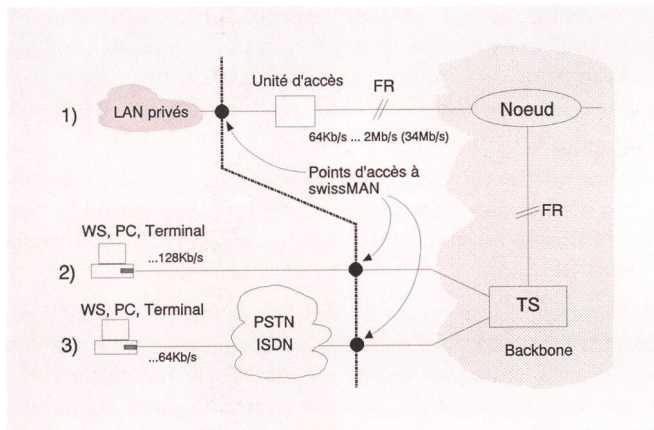 1)
LAN privés
Unité d'accès
FR
Noeud
64Kb/s ... 2Mb/s (34Mb/s)
Points d'accès à
swissMAN
FR
WS, PC, Terminal
2)
...128Kb/s
WS, PC, Terminal
3)
...64Kb/s
PSTN
ISDN
TS
Backbone